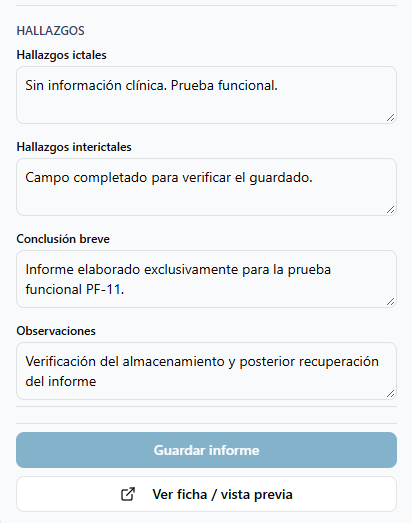 HALLAZGOS
Hallazgos ictales
Sin información clínica. Prueba funcional.
Hallazgos interictales
Campo completado para verificar el guardado.
Conclusión breve
Informe elaborado exclusivamente para la prueba
funcional PF-11.
Observaciones
Verificación del almacenamiento y posterior recuperación
del informe
Guardar informe
Ver ficha / vista previa